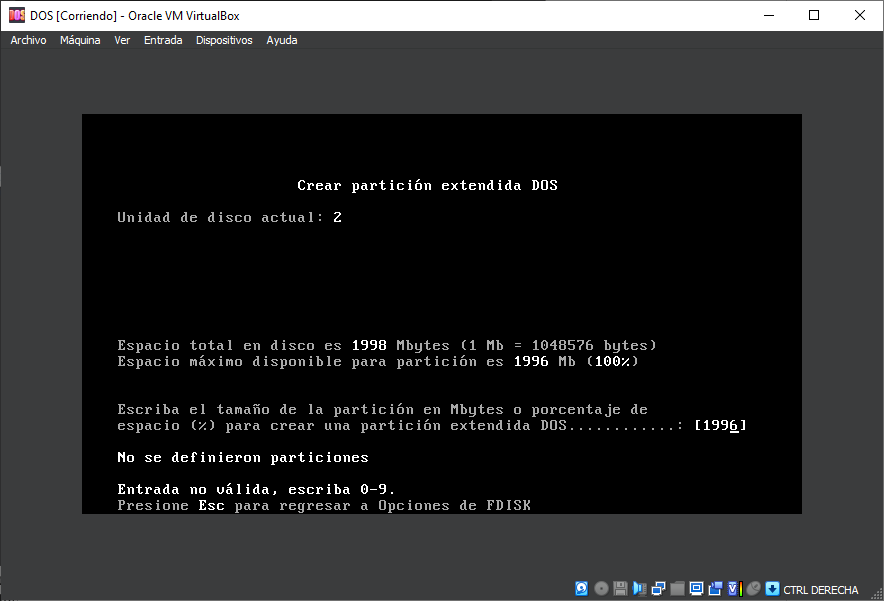 DOS [Corriendo] - Oracle VM VirtualBox
Archivo Máquina Ver Entrada Dispositivos Ayuda
Crear partición extendida DOS
Unidad de disco actual: 2
Espacio total en disco es 1998 Mbytes (1 Mb = 1048576 bytes)
Espacio máximo disponible para partición es 1996 Mb (100%)
Escriba el tamaño de la partición en Mbytes o porcentaje de
espacio (%) para crear una partición extendida DOS............: [1996]
No se definieron particiones
Entrada no válida, escriba 0-9.
Presione Esc para regresar a Opciones de FDISK
CTRL DERECHA